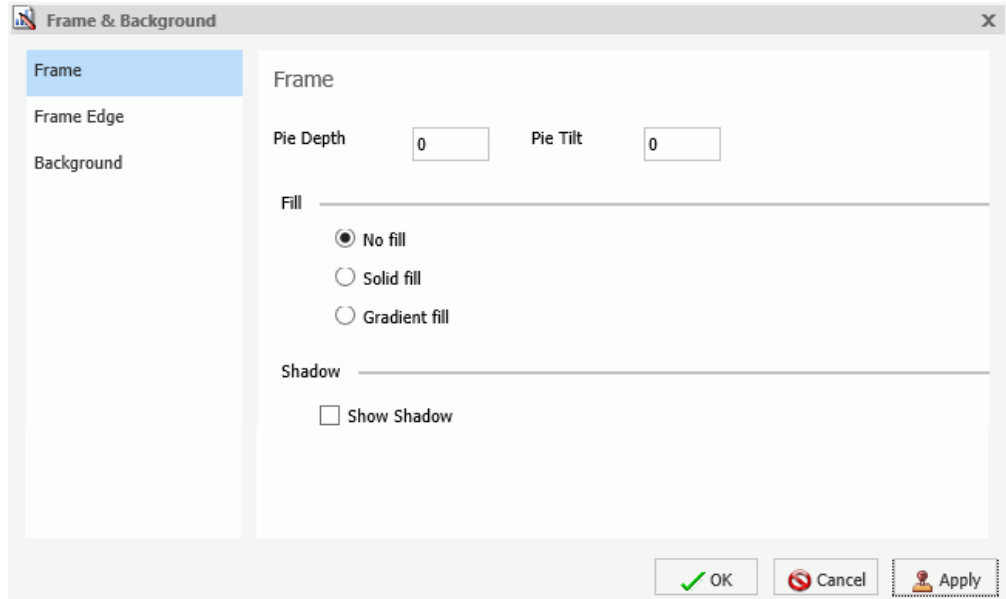 Frame & Background
x
Frame
Frame Edge
Background
Frame
Pie Depth 0 Pie Tilt 0
Fill
No fill
Solid fill
Gradient fill
Shadow
Show Shadow
OK Cancel Apply